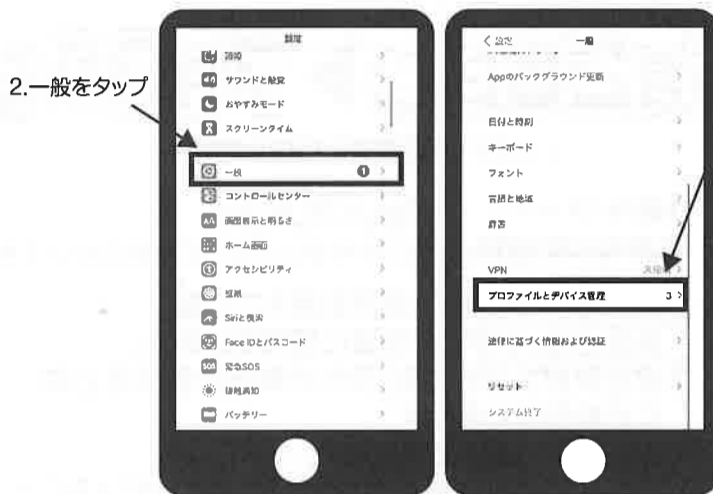 2.一般をタップ
設定
サウンドと触覚
おやすみモード
スクリーンタイム
一般 1
コントロールセンター
AA 画面表示と明るさ
ホーム画面
アクセシビリティ
壁紙
Siriと検索
Face IDとパスコード
SOS 緊急SOS
接触通知
バッテリー
< 設定 一般
Appのバックグラウンド更新
日付と時刻
キーボード
フォント
言語と地域
辞書
VPN
プロファイルとデバイス管理 3 >
法律に基づく情報および認証
リセット
システム終了